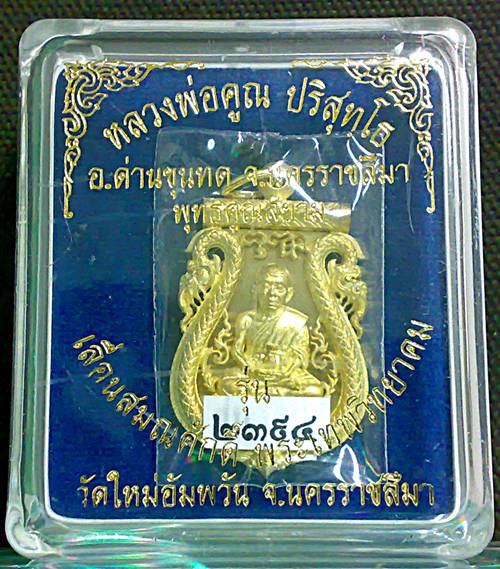 หลวงพ่อคูณ ปริสุทโธ
อ.ด่านขุนทด จ.นครราชสีมา
พุทธคูณสยาม
รุ่น
เลื่อนสมณศักดิ์ พระเทพวิทยาคม
๒๓๙๔
วัดใหม่อัมพวัน จ.นครราชสีมา